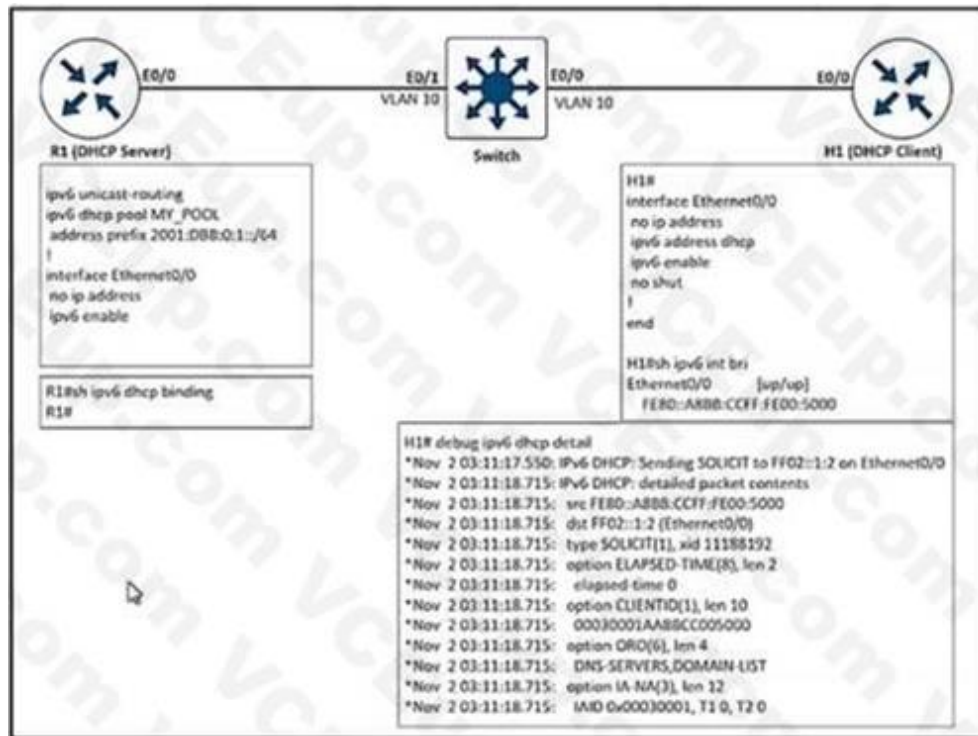 E0/0
E0/1
E0/0
E0/0
VLAN 10
VLAN 10
R1 (DHCP Server)
Switch
H1 (DHCP Client)
ipv6 unicast-routing
ipv6 dhcp pool MY_POOL
address prefix 2001:DB8:0:1::/64
!
interface Ethernet0/0
no ip address
ipv6 enable
R1#sh ipv6 dhcp binding
R1#
H1#
interface Ethernet0/0
no ip address
ipv6 address dhcp
ipv6 enable
no shut
!
end
H1#sh ipv6 int bri
Ethernet0/0 [up/up]
FE80::A8BB:CCFF:FE00:5000
H1# debug ipv6 dhcp detail
*Nov 2 03:11:17.550: IPv6 DHCP: Sending SOLICIT to FF02::1:2 on Ethernet0/0
*Nov 2 03:11:18.715: IPv6 DHCP: detailed packet contents
*Nov 2 03:11:18.715: src FE80::A8BB:CCFF:FE00:5000
*Nov 2 03:11:18.715: dst FF02::1:2 (Ethernet0/0)
*Nov 2 03:11:18.715: type SOLICIT(1), xid 11188192
*Nov 2 03:11:18.715: option ELAPSED-TIME(8), len 2
*Nov 2 03:11:18.715: elapsed-time 0
*Nov 2 03:11:18.715: option CLIENTID(1), len 10
*Nov 2 03:11:18.715: 00030001AABBCC005000
*Nov 2 03:11:18.715: option ORO(6), len 4
*Nov 2 03:11:18.715: DNS-SERVERS,DOMAIN-LIST
*Nov 2 03:11:18.715: option IA-NA(3), len 12
*Nov 2 03:11:18.715: IAID 0x00030001, T1 0, T2 0
VCEup.com